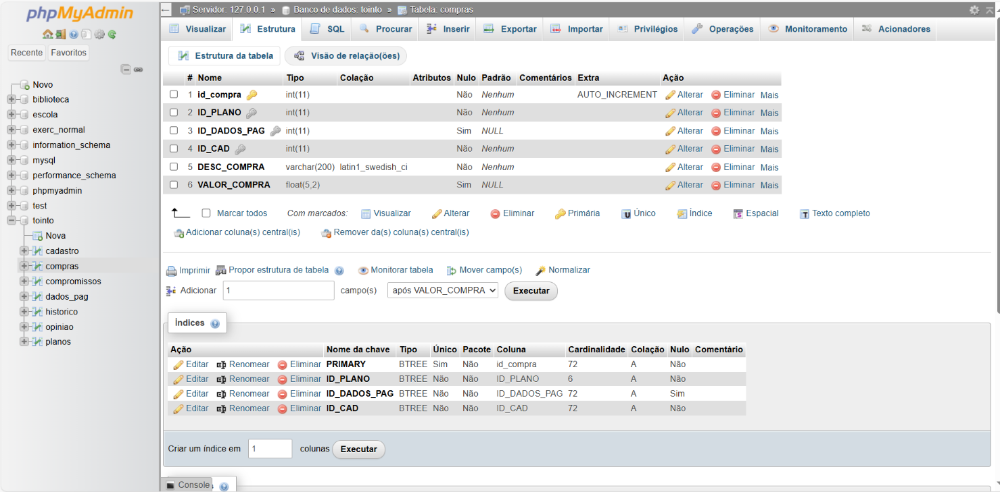 phpMyAdmin
Recente Favoritos
Novo
biblioteca
escola
exerc_normal
information_schema
mysql
performance_schema
phpmyadmin
test
tointo
Nova
cadastro
compras
compromissos
dados_pag
historico
opiniao
planos
Servidor: 127.0.0.1 » Banco de dados: tointo » Tabela: compras
Visualizar Estrutura SQL Procurar Inserir Exportar Importar Privilégios Operações Monitoramento Acionadores
Estrutura da tabela Visão de relação(ões)
# Nome Tipo Colação Atributos Nulo Padrão Comentários Extra Ação
1 id_compra int(11) Não Nenhum AUTO_INCREMENT Alterar Eliminar Mais
2 ID_PLANO int(11) Não Nenhum Alterar Eliminar Mais
3 ID_DADOS_PAG int(11) Sim NULL Alterar Eliminar Mais
4 ID_CAD int(11) Não Nenhum Alterar Eliminar Mais
5 DESC_COMPRA varchar(200) latin1_swedish_ci Não Nenhum Alterar Eliminar Mais
6 VALOR_COMPRA float(5,2) Sim NULL Alterar Eliminar Mais
Marcar todos Com marcados: Visualizar Alterar Eliminar Primária Único Índice Espacial Texto completo
Adicionar coluna(s) central(is) Remover da(s) coluna(s) central(is)
Imprimir Propor estrutura de tabela Monitorar tabela Mover campo(s) Normalizar
Adicionar 1 campo(s) após VALOR_COMPRA Executar
Índices
Ação Nome da chave Tipo Único Pacote Coluna Cardinalidade Colação Nulo Comentário
Editar Renomear Eliminar PRIMARY BTREE Sim Não id_compra 72 A Não
Editar Renomear Eliminar ID_PLANO BTREE Não Não ID_PLANO 6 A Não
Editar Renomear Eliminar ID_DADOS_PAG BTREE Não Não ID_DADOS_PAG 72 A Sim
Editar Renomear Eliminar ID_CAD BTREE Não Não ID_CAD 72 A Não
Criar um índice em 1 colunas Executar
Console